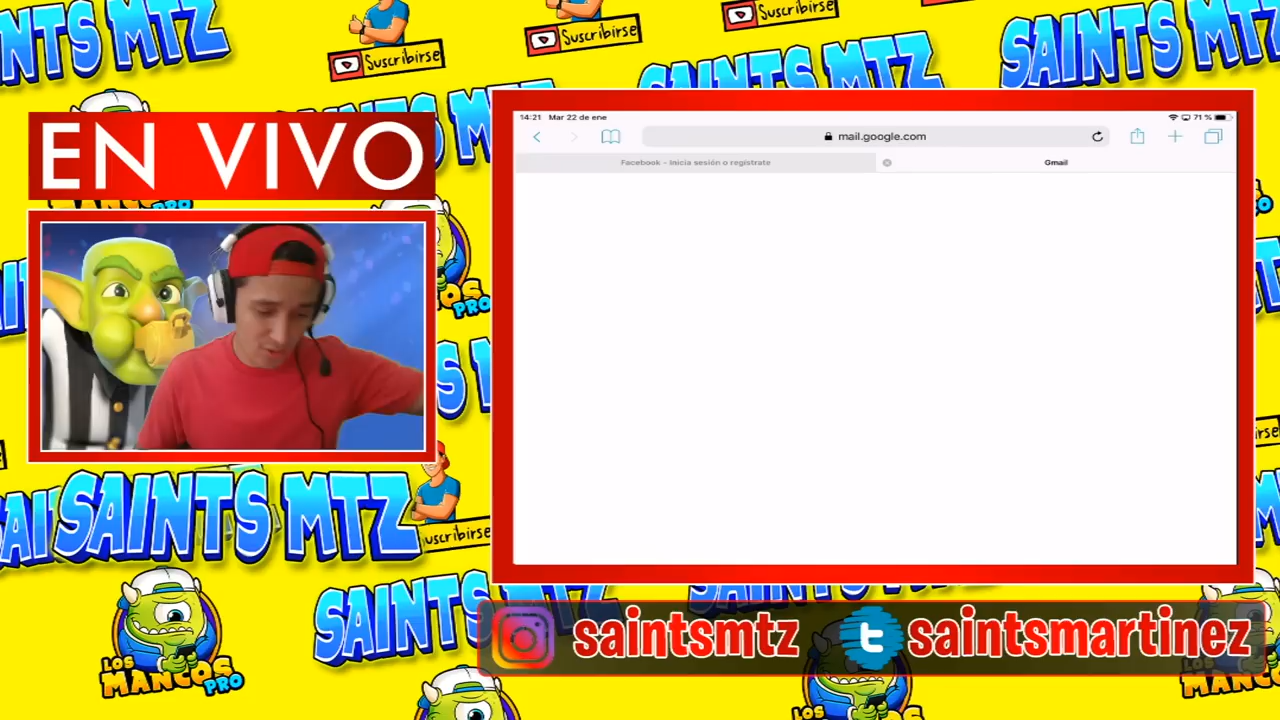 SAINTS MTZ
Suscribirse
Suscribirse
Suscribirse
SAINTS MTZ
SAINTS MTZ
EN VIVO
14:21 Mar 22 de ene
71 %
mail.google.com
Facebook - Inicia sesión o regístrate
Gmail
PRO
SAINTS MTZ
LOS
MANCOS
PRO
SAINTS
saintsmtz
saintsmartinez
LOS
MANCOS